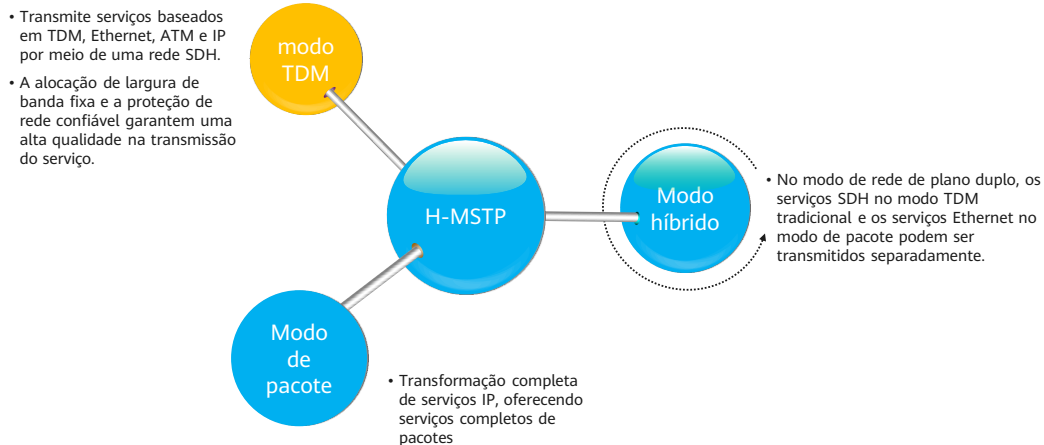 • Transmite serviços baseados
em TDM, Ethernet, ATM e IP
por meio de uma rede SDH.
• A alocação de largura de
banda fixa e a proteção de
rede confiável garantem uma
alta qualidade na transmissão
do serviço.
modo
TDM
H-MSTP
Modo
híbrido
• No modo de rede de plano duplo, os
serviços SDH no modo TDM
tradicional e os serviços Ethernet no
modo de pacote podem ser
transmitidos separadamente.
Modo
de
pacote
• Transformação completa
de serviços IP, oferecendo
serviços completos de
pacotes